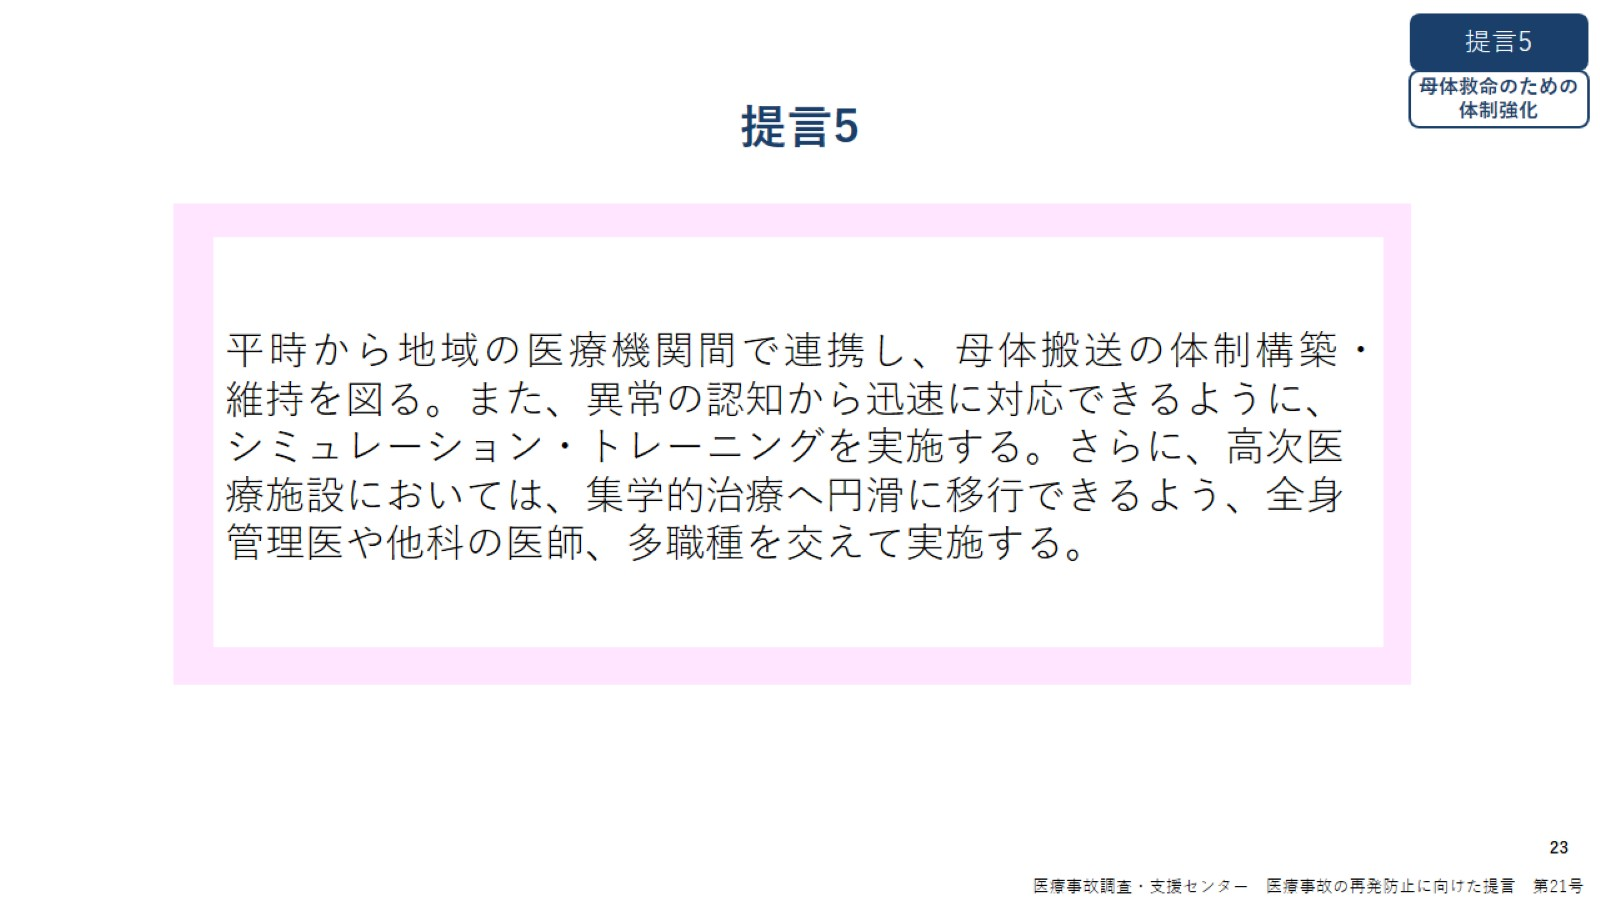 提言5
母体救命のための
体制強化
提言5
平時から地域の医療機関間で連携し、母体搬送の体制構築・
維持を図る。また、異常の認知から迅速に対応できるように、
シミュレーション・トレーニングを実施する。さらに、高次医
療施設においては、集学的治療へ円滑に移行できるよう、全身
管理医や他科の医師、多職種を交えて実施する。
23
医療事故調査・支援センター　医療事故の再発防止に向けた提言　第21号